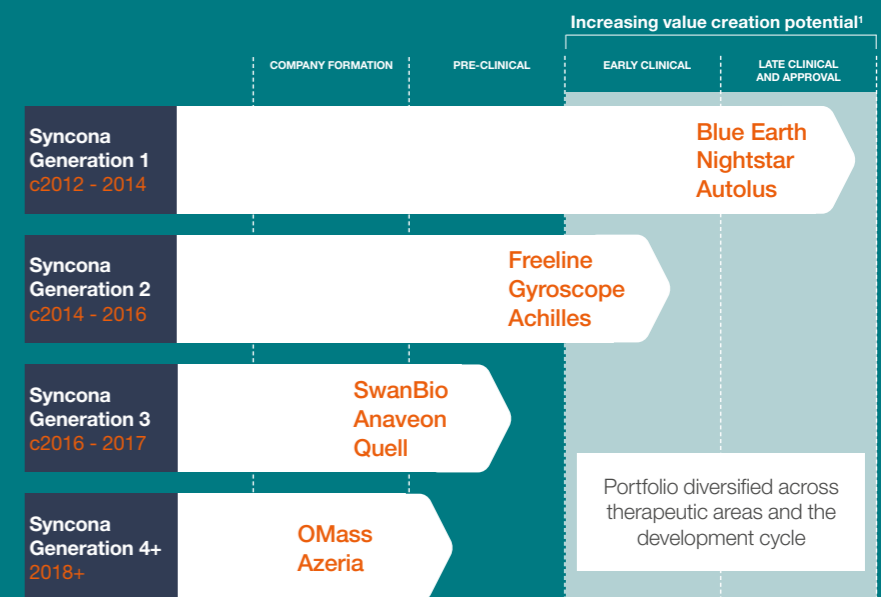 Increasing value creation potential¹
COMPANY FORMATION
PRE-CLINICAL
EARLY CLINICAL
LATE CLINICAL
AND APPROVAL
Syncona
Generation 1
c2012 - 2014
Blue Earth
Nightstar
Autolus
Syncona
Generation 2
c2014 - 2016
Freeline
Gyroscope
Achilles
Syncona
Generation 3
c2016 - 2017
SwanBio
Anaveon
Quell
Syncona
Generation 4+
2018+
OMass
Azeria
Portfolio diversified across
therapeutic areas and the
development cycle